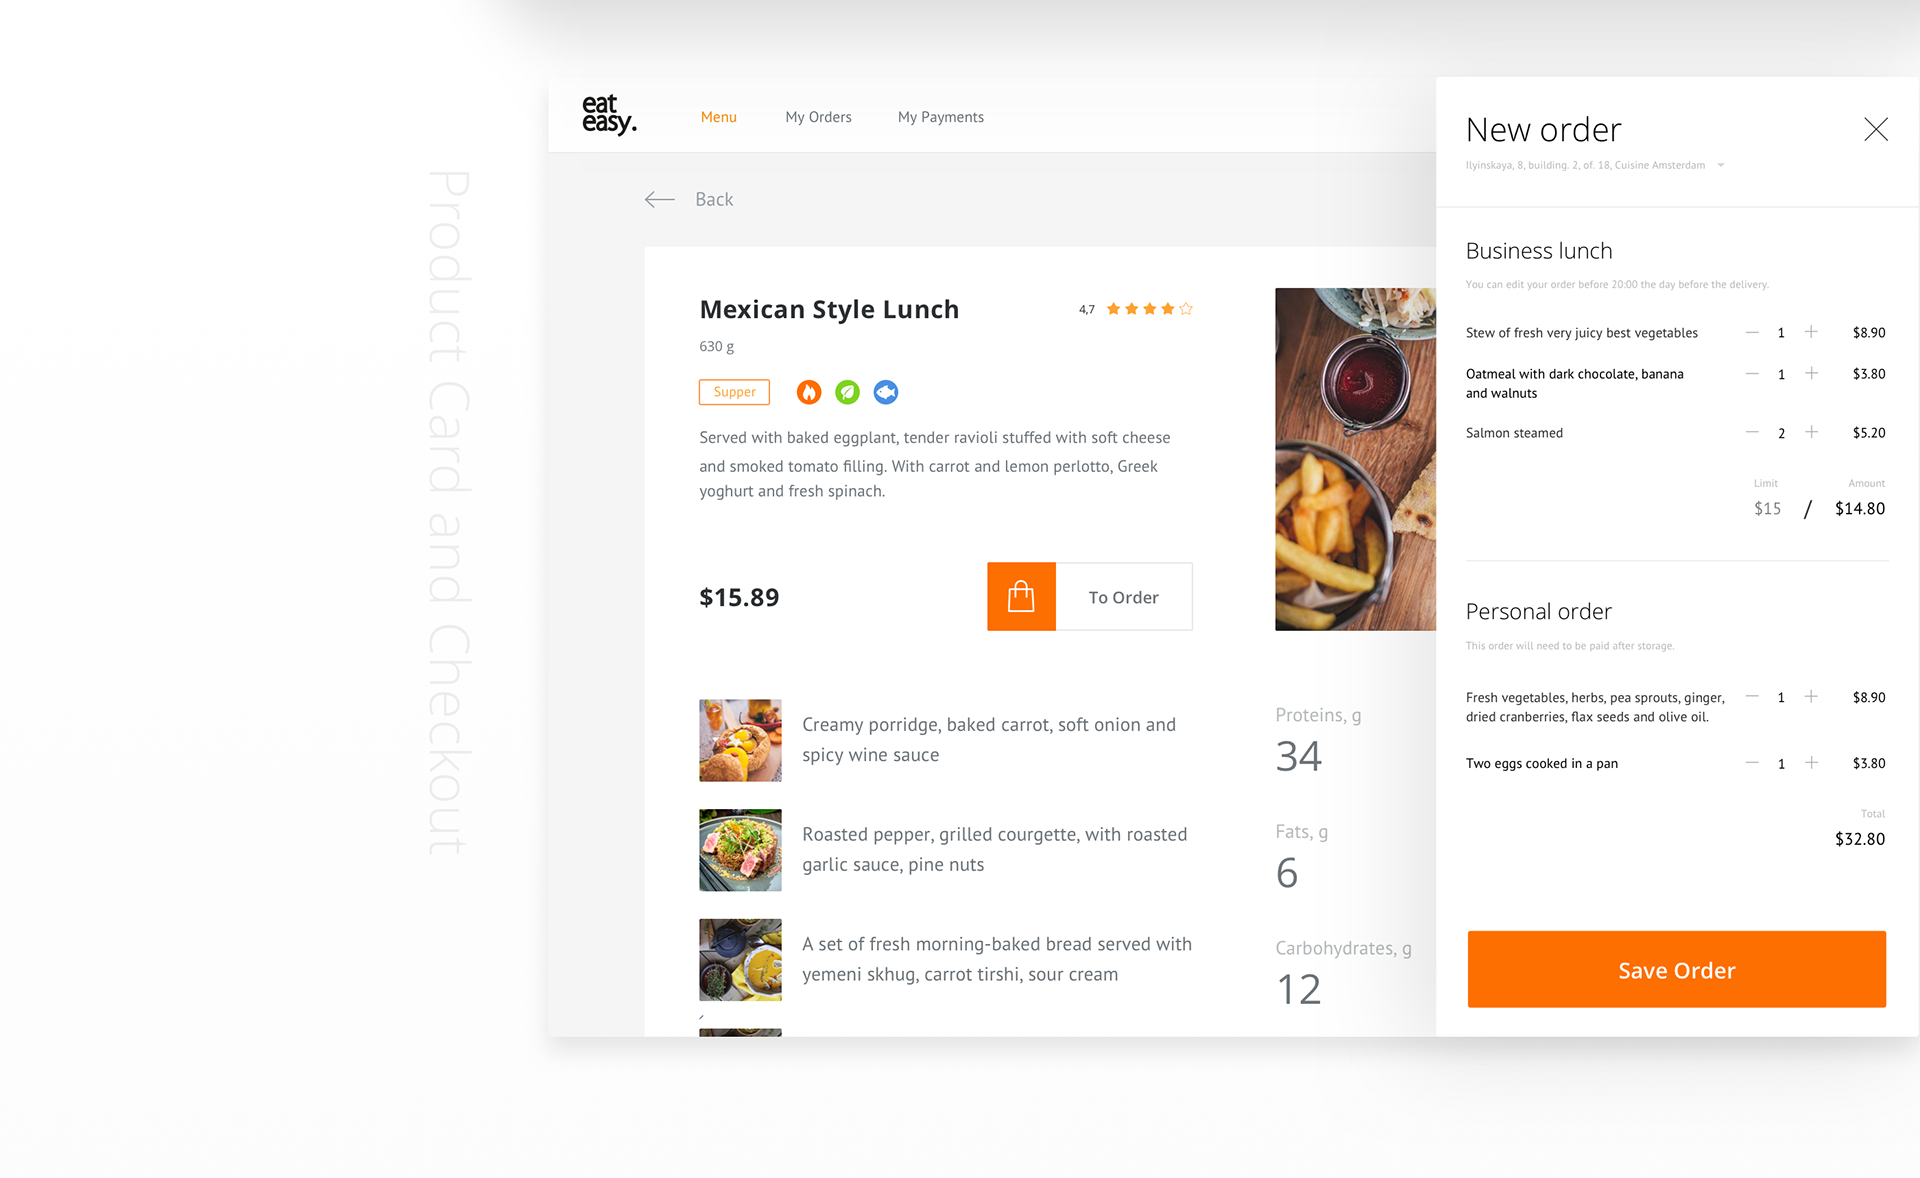 Product Card and Checkout
eat
easy.
Menu
My Orders
My Payments
Back
Mexican Style Lunch
4,7
630 g
Supper
Served with baked eggplant, tender ravioli stuffed with soft cheese
and smoked tomato filling. With carrot and lemon perlotto, Greek
yoghurt and fresh spinach.
$15.89
To Order
Creamy porridge, baked carrot, soft onion and
spicy wine sauce
Roasted pepper, grilled courgette, with roasted
garlic sauce, pine nuts
A set of fresh morning-baked bread served with
yemeni skhug, carrot tirshi, sour cream
Proteins, g
34
Fats, g
6
Carbohydrates, g
12
New order
Ilyinskaya, 8, building. 2, of. 18, Cuisine Amsterdam
Business lunch
You can edit your order before 20:00 the day before the delivery.
Stew of fresh very juicy best vegetables — 1 + $8.90
Oatmeal with dark chocolate, banana — 1 + $3.80
and walnuts
Salmon steamed — 2 + $5.20
Limit Amount
$15 / $14.80
Personal order
This order will need to be paid after storage.
Fresh vegetables, herbs, pea sprouts, ginger, — 1 + $8.90
dried cranberries, flax seeds and olive oil.
Two eggs cooked in a pan — 1 + $3.80
Total
$32.80
Save Order